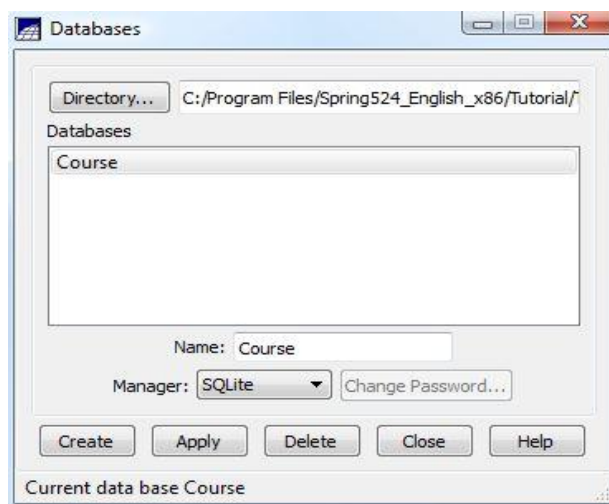 Databases
Directory... C:/Program Files/Spring524_English_x86/Tutorial/
Databases
Course
Name: Course
Manager: SQLite Change Password...
Create Apply Delete Close Help
Current data base Course